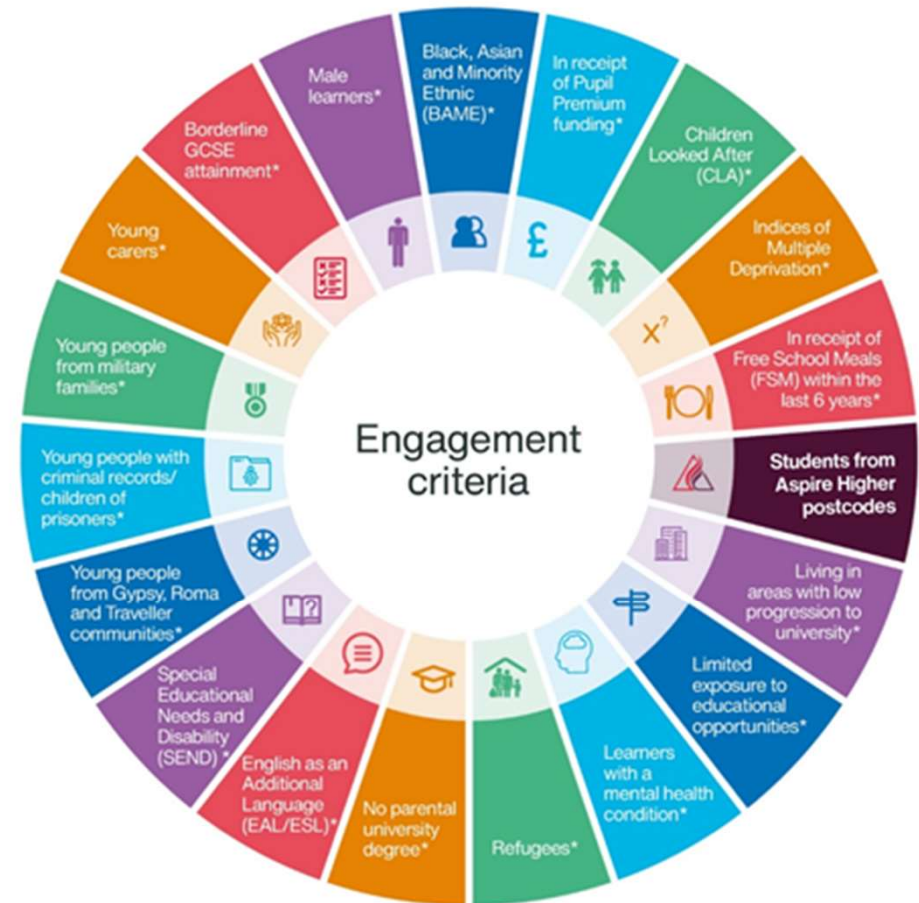 Engagement
criteria
Black, Asian
and Minority
Ethnic
(BAME)*
In receipt
of Pupil
Premium
funding*
£
Children
Looked After
(CLA)*
Indices of
Multiple
Deprivation*
x?
In receipt of
Free School Meals
(FSM) within the
last 6 years*
Students from
Aspire Higher
postcodes
Living in
areas with low
progression to
university*
Limited
exposure to
educational
opportunities*
Learners
with a
mental health
condition*
Refugees*
No parental
university
degree*
English as an
Additional
Language
(EAL/ESL)*
Special
Educational
Needs and
Disability
(SEND) *
?
Young people
from Gypsy, Roma
and Traveller
communities*
Young people with
criminal records/
children of
prisoners*
Young people
from military
families*
Young
carers*
Borderline
GCSE
attainment*
Male
learners*